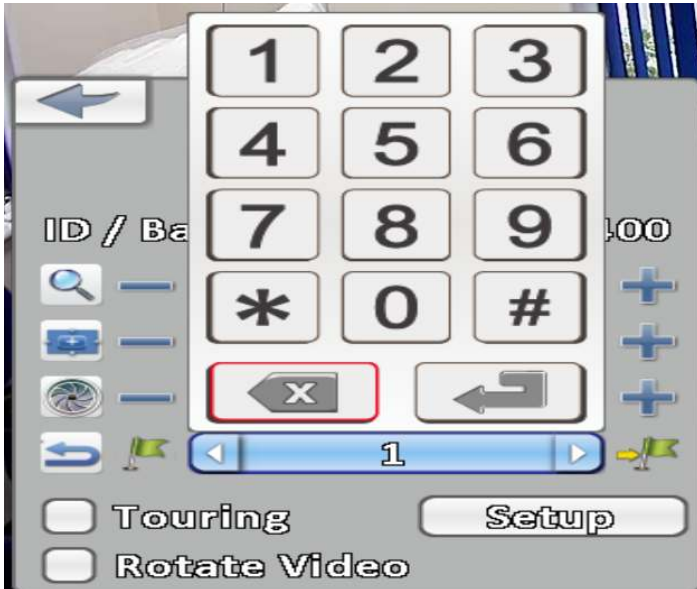 1 2 3
4 5 6
7 8 9
ID / Ba 400
* 0 #
X
1
Touring Setup
Rotate Video